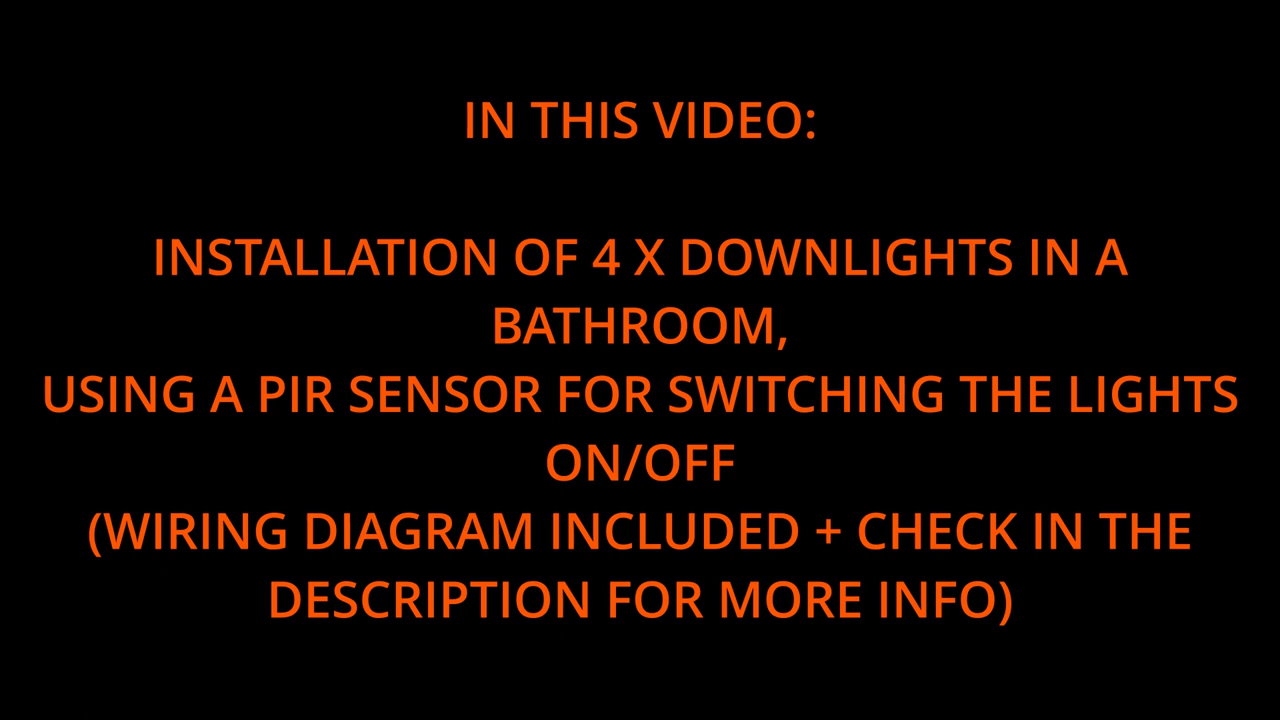 IN THIS VIDEO:
INSTALLATION OF 4 X DOWNLIGHTS IN A
BATHROOM,
USING A PIR SENSOR FOR SWITCHING THE LIGHTS
ON/OFF
(WIRING DIAGRAM INCLUDED + CHECK IN THE
DESCRIPTION FOR MORE INFO)